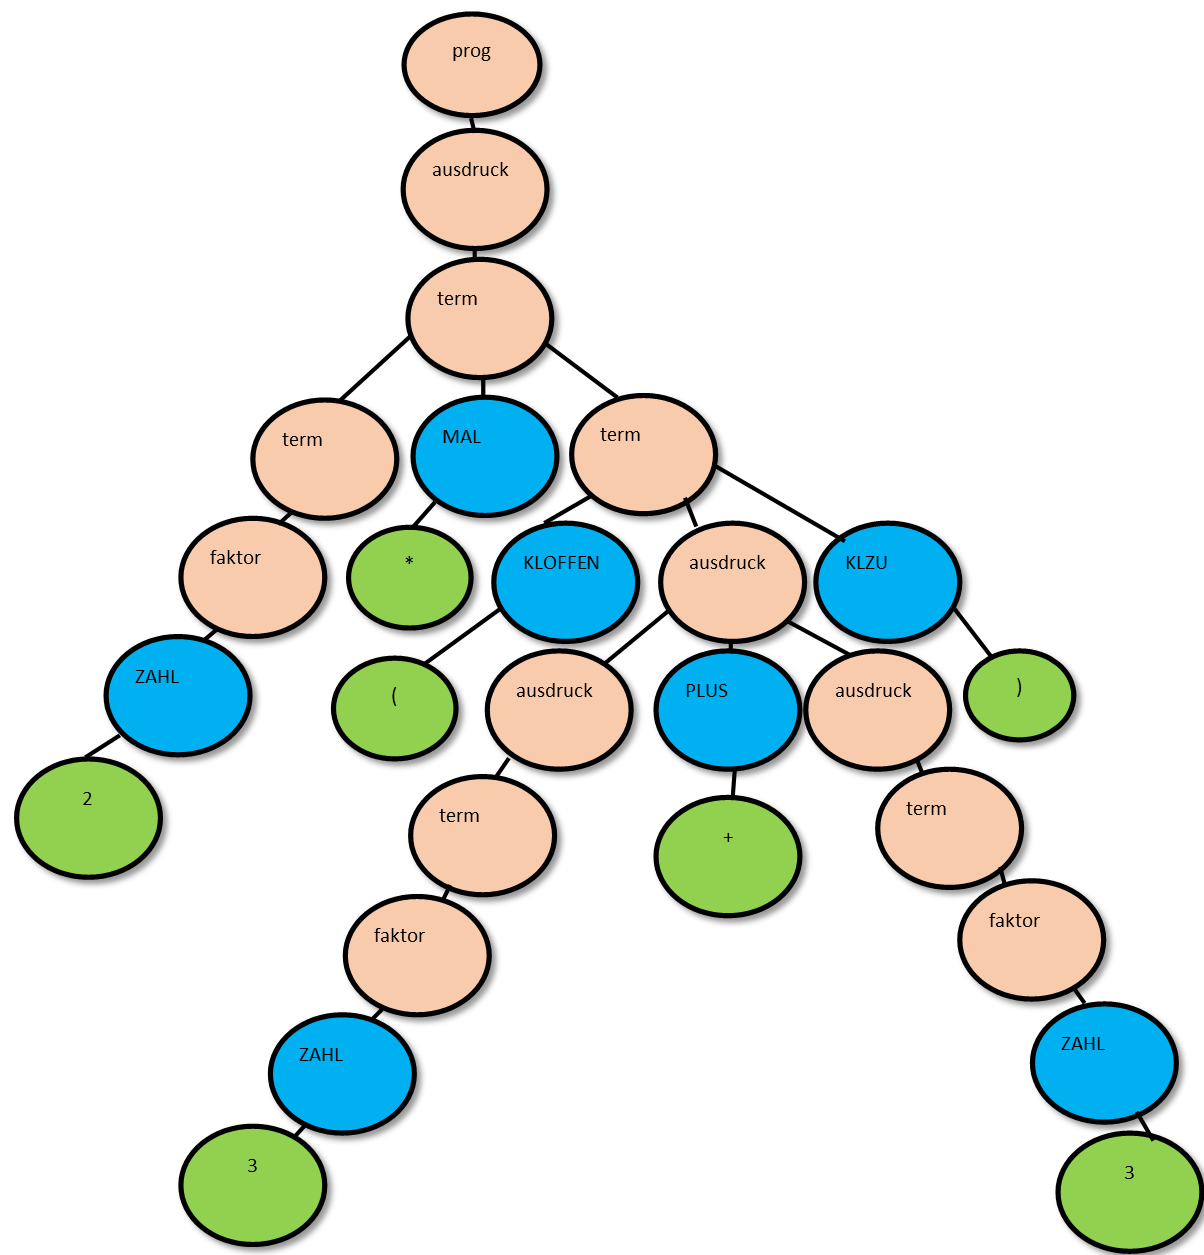 prog
ausdruck
term
term
MAL
term
faktor
*
KLOFFEN
ausdruck
KLZU
ZAHL
(
ausdruck
PLUS
ausdruck
)
2
term
+
term
faktor
faktor
ZAHL
ZAHL
3
3